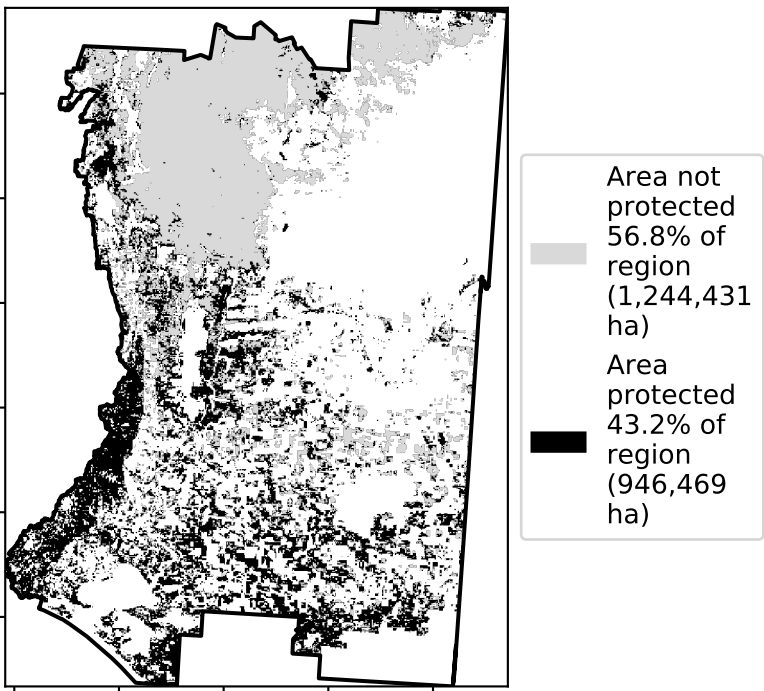 Area not
protected
56.8% of
region
(1,244,431
ha)
Area
protected
43.2% of
region
(946,469
ha)